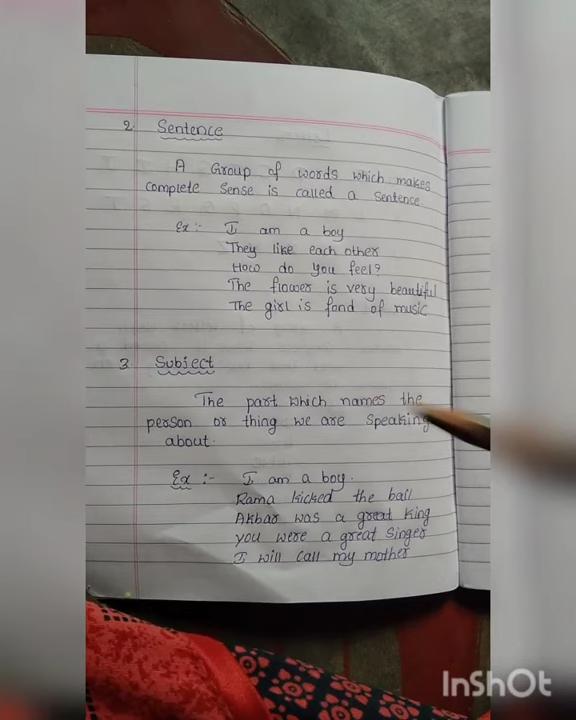 2. Sentence
A Group of words which makes
complete Sense is called a Sentence.
Ex :- I am a boy
They like each other
How do you feel?
The flower is very beautiful
The girl is fond of music
3 Subject
The part which names the
person or thing we are Speaking
about.
Ex :- I am a boy.
Rama kicked the ball
Akbar was a great king
you were a great Singer
I will call my mother
InShOt